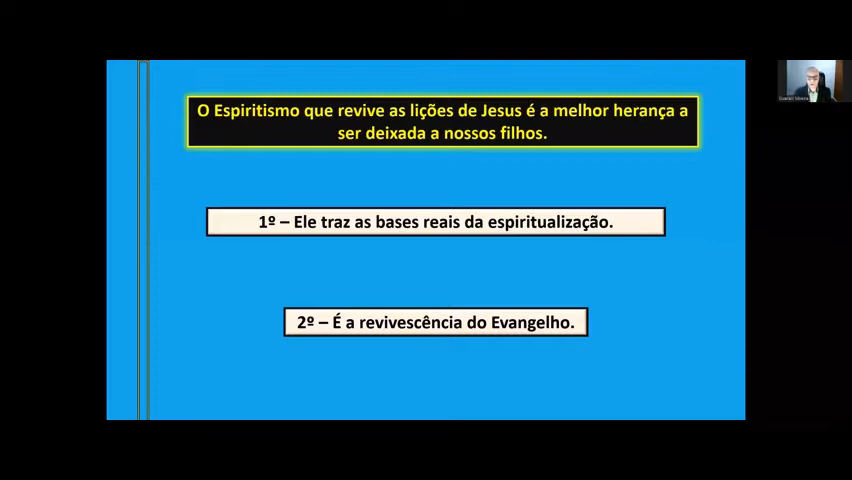 O Espiritismo que revive as lições de Jesus é a melhor herança a
ser deixada a nossos filhos.
1º – Ele traz as bases reais da espiritualização.
2º – É a revivescência do Evangelho.